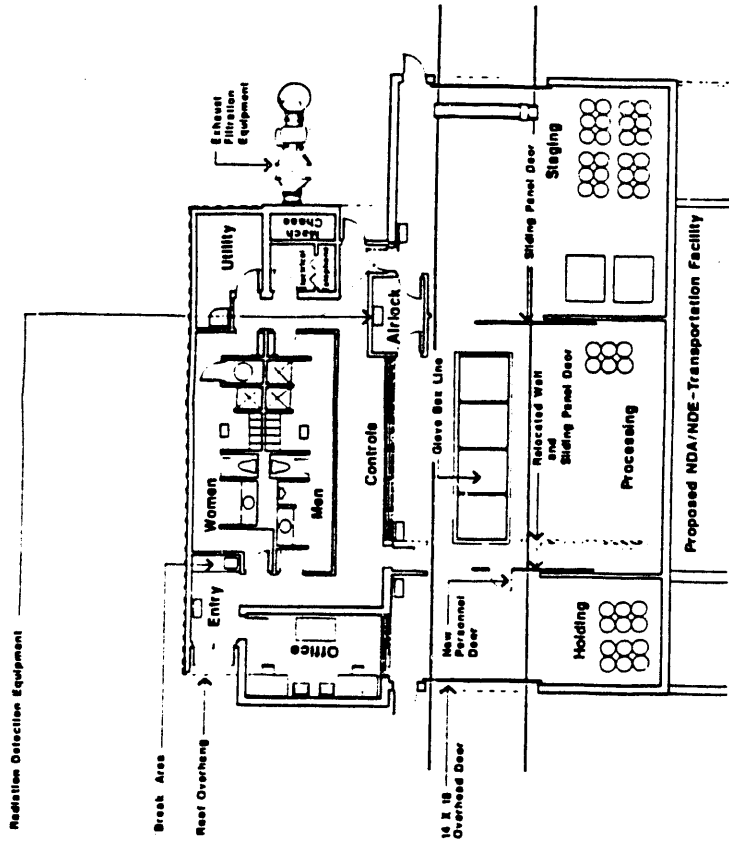 Radiation Detection Equipment
Break Area
Roof Overhang
14 X 18
Overhead Door
Exhaust
Filtration
Equipment
Utility
Mech
Chase
Electrical
Telephone
Women
Men
Entry
Office
Controls
Airlock
Glove Box Line
New
Personnel
Door
Relocated Wall
and
Sliding Panel Door
Sliding Panel Door
Staging
Processing
Holding
Proposed NDA/NDE-Transportation Facility